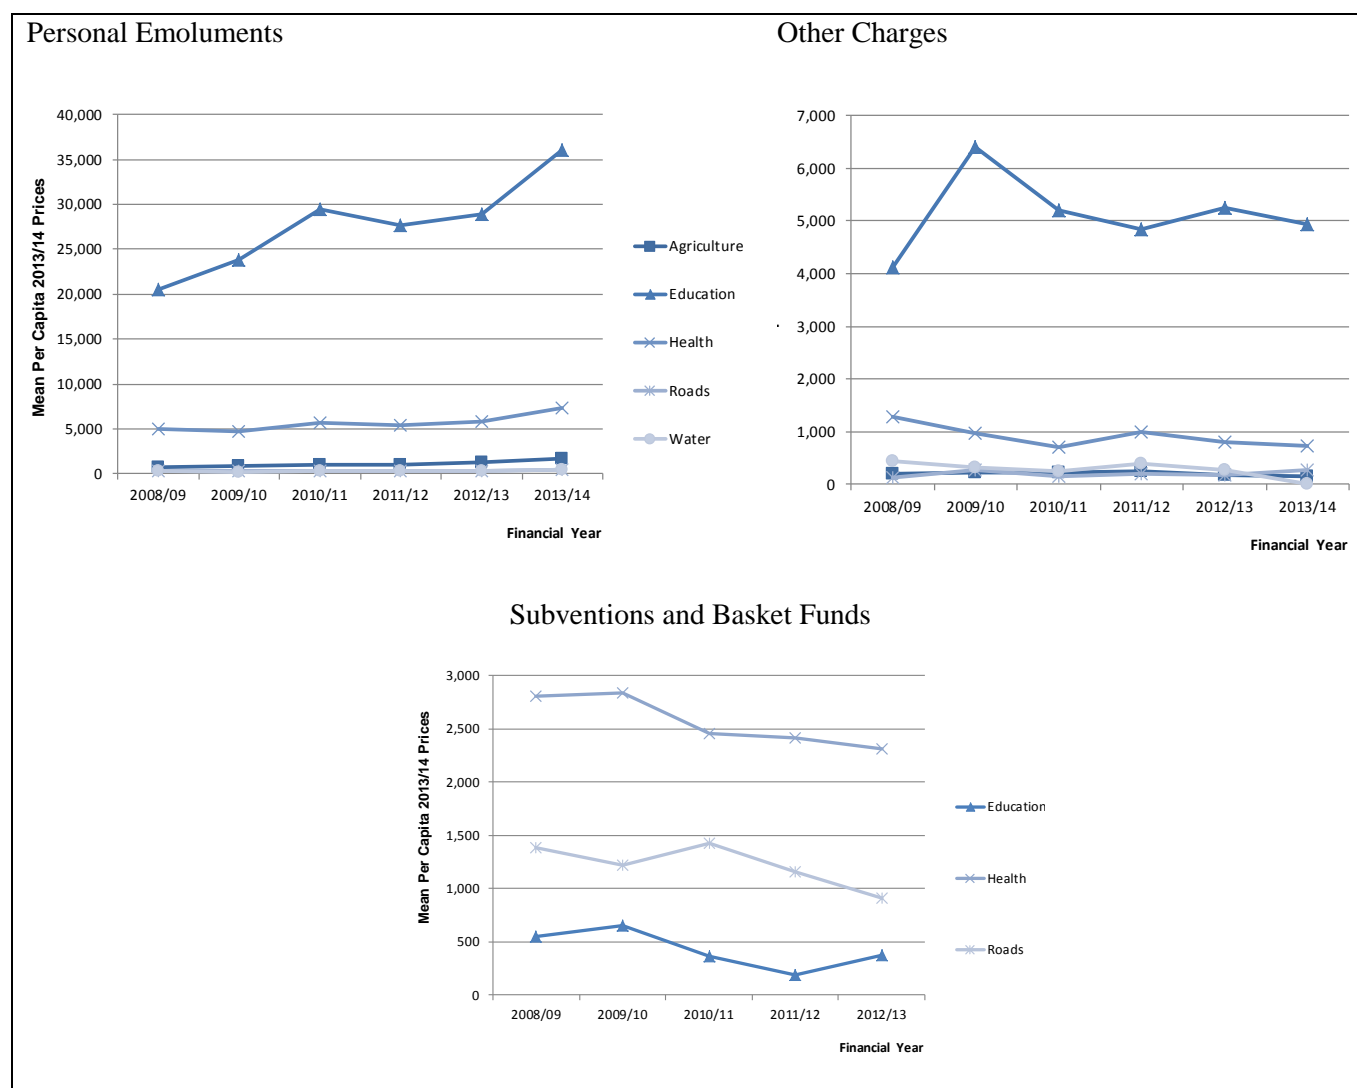 Personal Emoluments
Other Charges
Mean Per Capita 2013/14 Prices
40,000
35,000
30,000
25,000
20,000
15,000
10,000
5,000
0
2008/09 2009/10 2010/11 2011/12 2012/13 2013/14
Financial Year
Agriculture
Education
Health
Roads
Water
7,000
6,000
5,000
4,000
3,000
2,000
1,000
0
2008/09 2009/10 2010/11 2011/12 2012/13 2013/14
Financial Year
Subventions and Basket Funds
Mean Per Capita 2013/14 Prices
3,000
2,500
2,000
1,500
1,000
500
0
2008/09 2009/10 2010/11 2011/12 2012/13
Financial Year
Education
Health
Roads